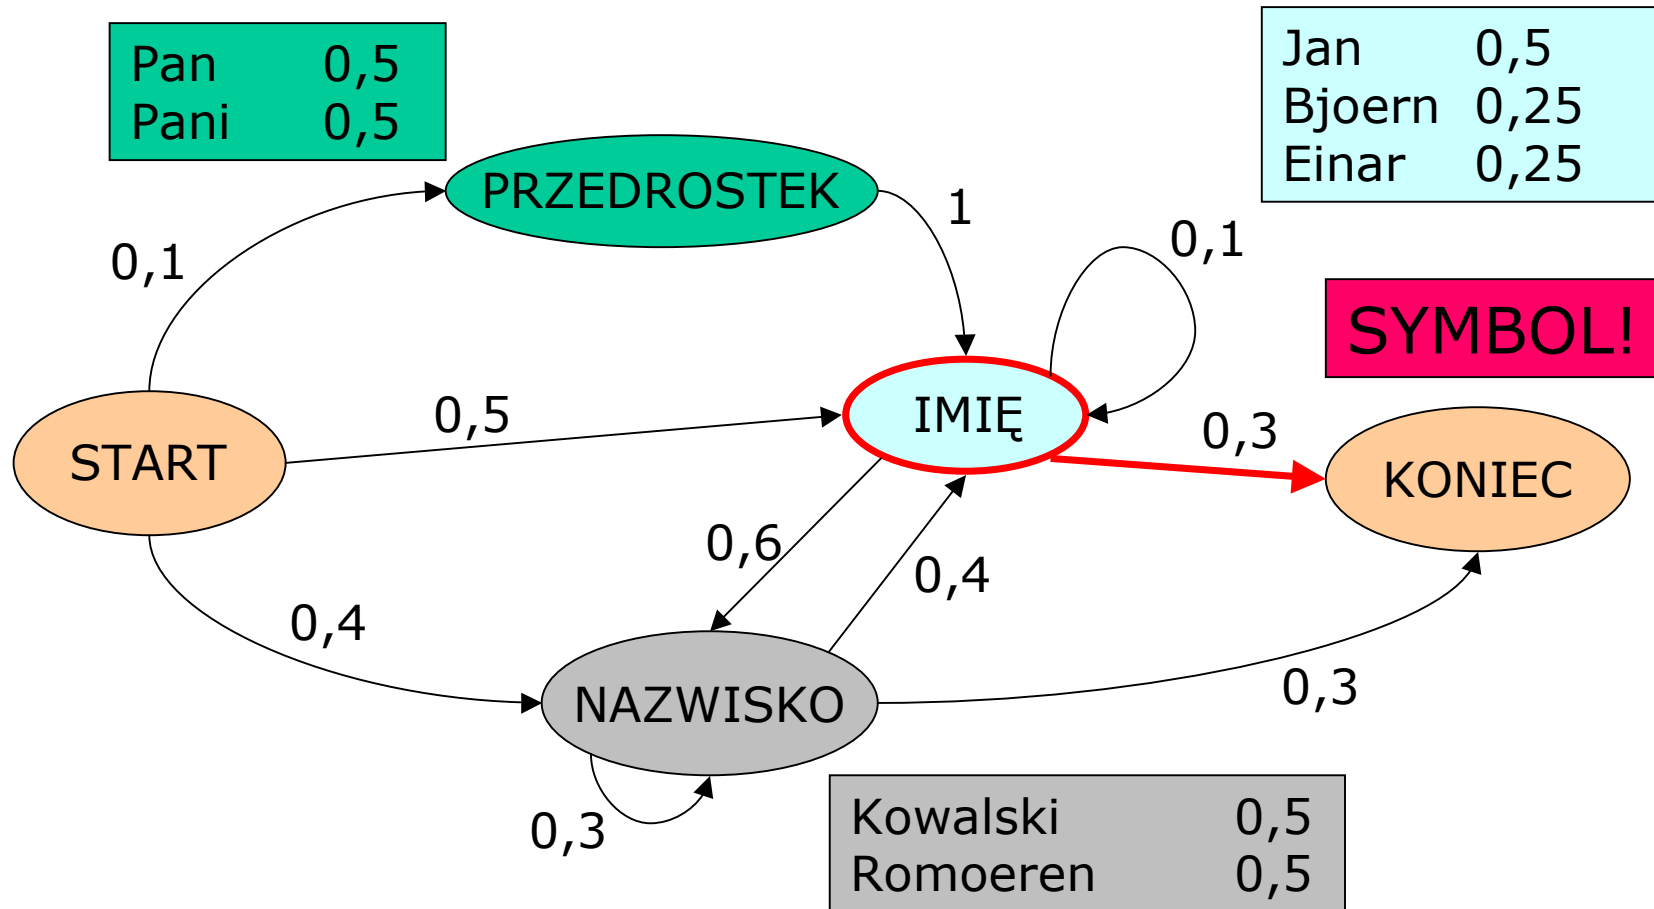 Pan 0,5
Pani 0,5
Jan 0,5
Bjoern 0,25
Einar 0,25
PRZEDROSTEK
1
0,1
0,1
SYMBOL!
START
0,5
IMIĘ
0,3
KONIEC
0,6
0,4
0,4
NAZWISKO
0,3
0,3
Kowalski 0,5
Romoeren 0,5